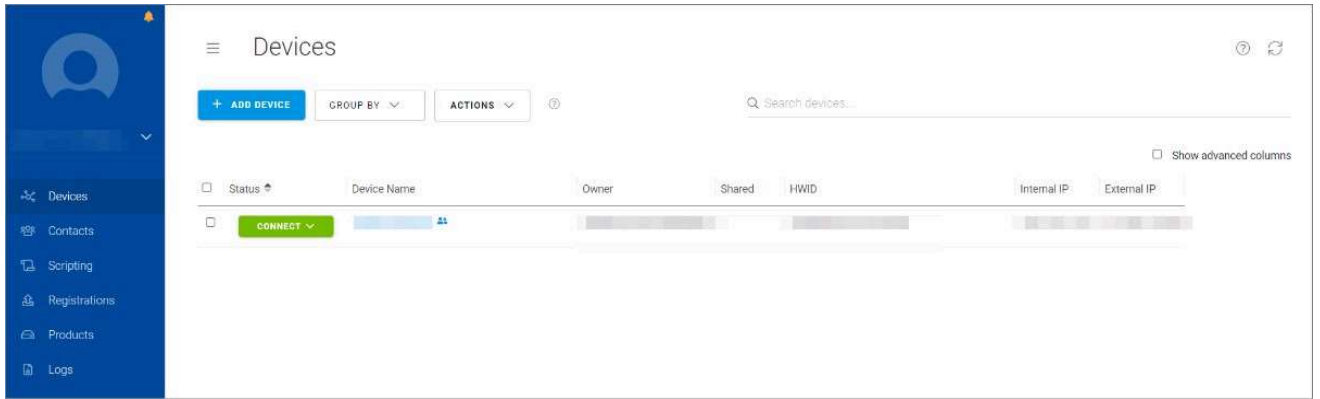 Devices
+ ADD DEVICE
GROUP BY
ACTIONS
Search devices...
Show advanced columns
Status
Device Name
Owner
Shared
HWID
Internal IP
External IP
CONNECT
Devices
Contacts
Scripting
Registrations
Products
Logs